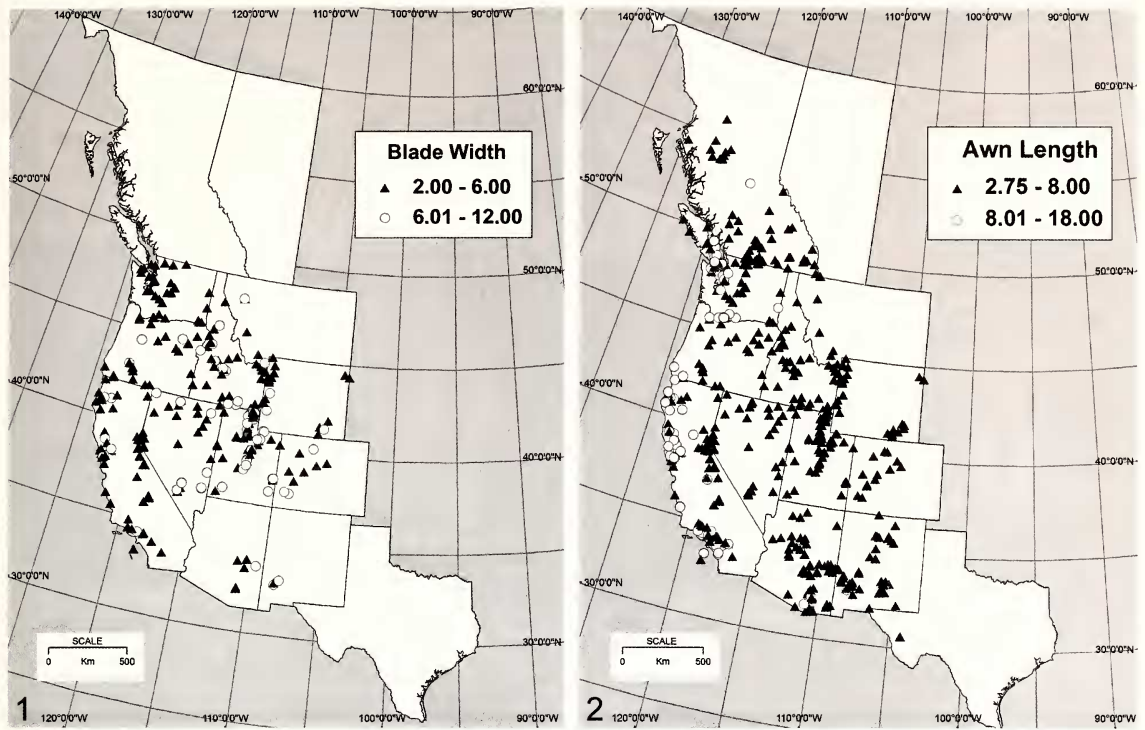 140°0'0"W 130°0'0"W 120°0'0"W 110°0'0"W 100°0'0"W 90°0'0"W
60°0'0"N
Blade Width
▲ 2.00 - 6.00
○ 6.01 - 12.00
50°0'0"N
50°0'0"N
40°0'0"N
40°0'0"N
30°0'0"N
30°0'0"N
SCALE
0 Km 500
1
120°0'0"W 110°0'0"W 100°0'0"W 90°0'0"W
140°0'0"W 130°0'0"W 120°0'0"W 110°0'0"W 100°0'0"W 90°0'0"W
60°0'0"N
Awn Length
▲ 2.75 - 8.00
○ 8.01 - 18.00
50°0'0"N
50°0'0"N
40°0'0"N
40°0'0"N
30°0'0"N
30°0'0"N
SCALE
0 Km 500
2
120°0'0"W 110°0'0"W 100°0'0"W 90°0'0"W